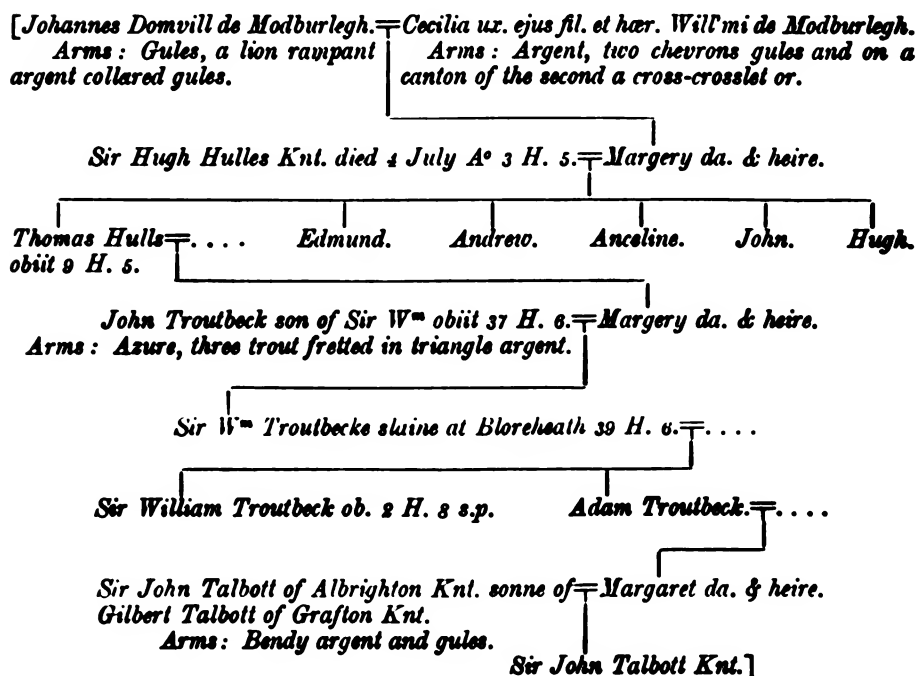 [Johannes Domvill de Modburlegh.=Cecilia ux. ejus fil. et hær. Will'mi de Modburlegh.
Arms : Gules, a lion rampant argent collared gules.
Arms : Argent, two chevrons gules and on a canton of the second a cross-crosslet or.
Sir Hugh Hulles Knt. died 4 July Aº 3 H. 5.=Margery da. & heire.
Thomas Hulls=. . . . Edmund. Andrew. Anceline. John. Hugh.
obiit 9 H. 5.
John Troutbeck son of Sir Wᵐ obiit 37 H. 6.=Margery da. & heire.
Arms : Azure, three trout fretted in triangle argent.
Sir Wᵐ Troutbecke slaine at Bloreheath 39 H. 6.=. . . .
Sir William Troutbeck ob. 2 H. 8 s.p. Adam Troutbeck.=. . . .
Sir John Talbott of Albrighton Knt. sonne of=Margaret da. & heire.
Gilbert Talbott of Grafton Knt.
Arms : Bendy argent and gules.
Sir John Talbott Knt.]